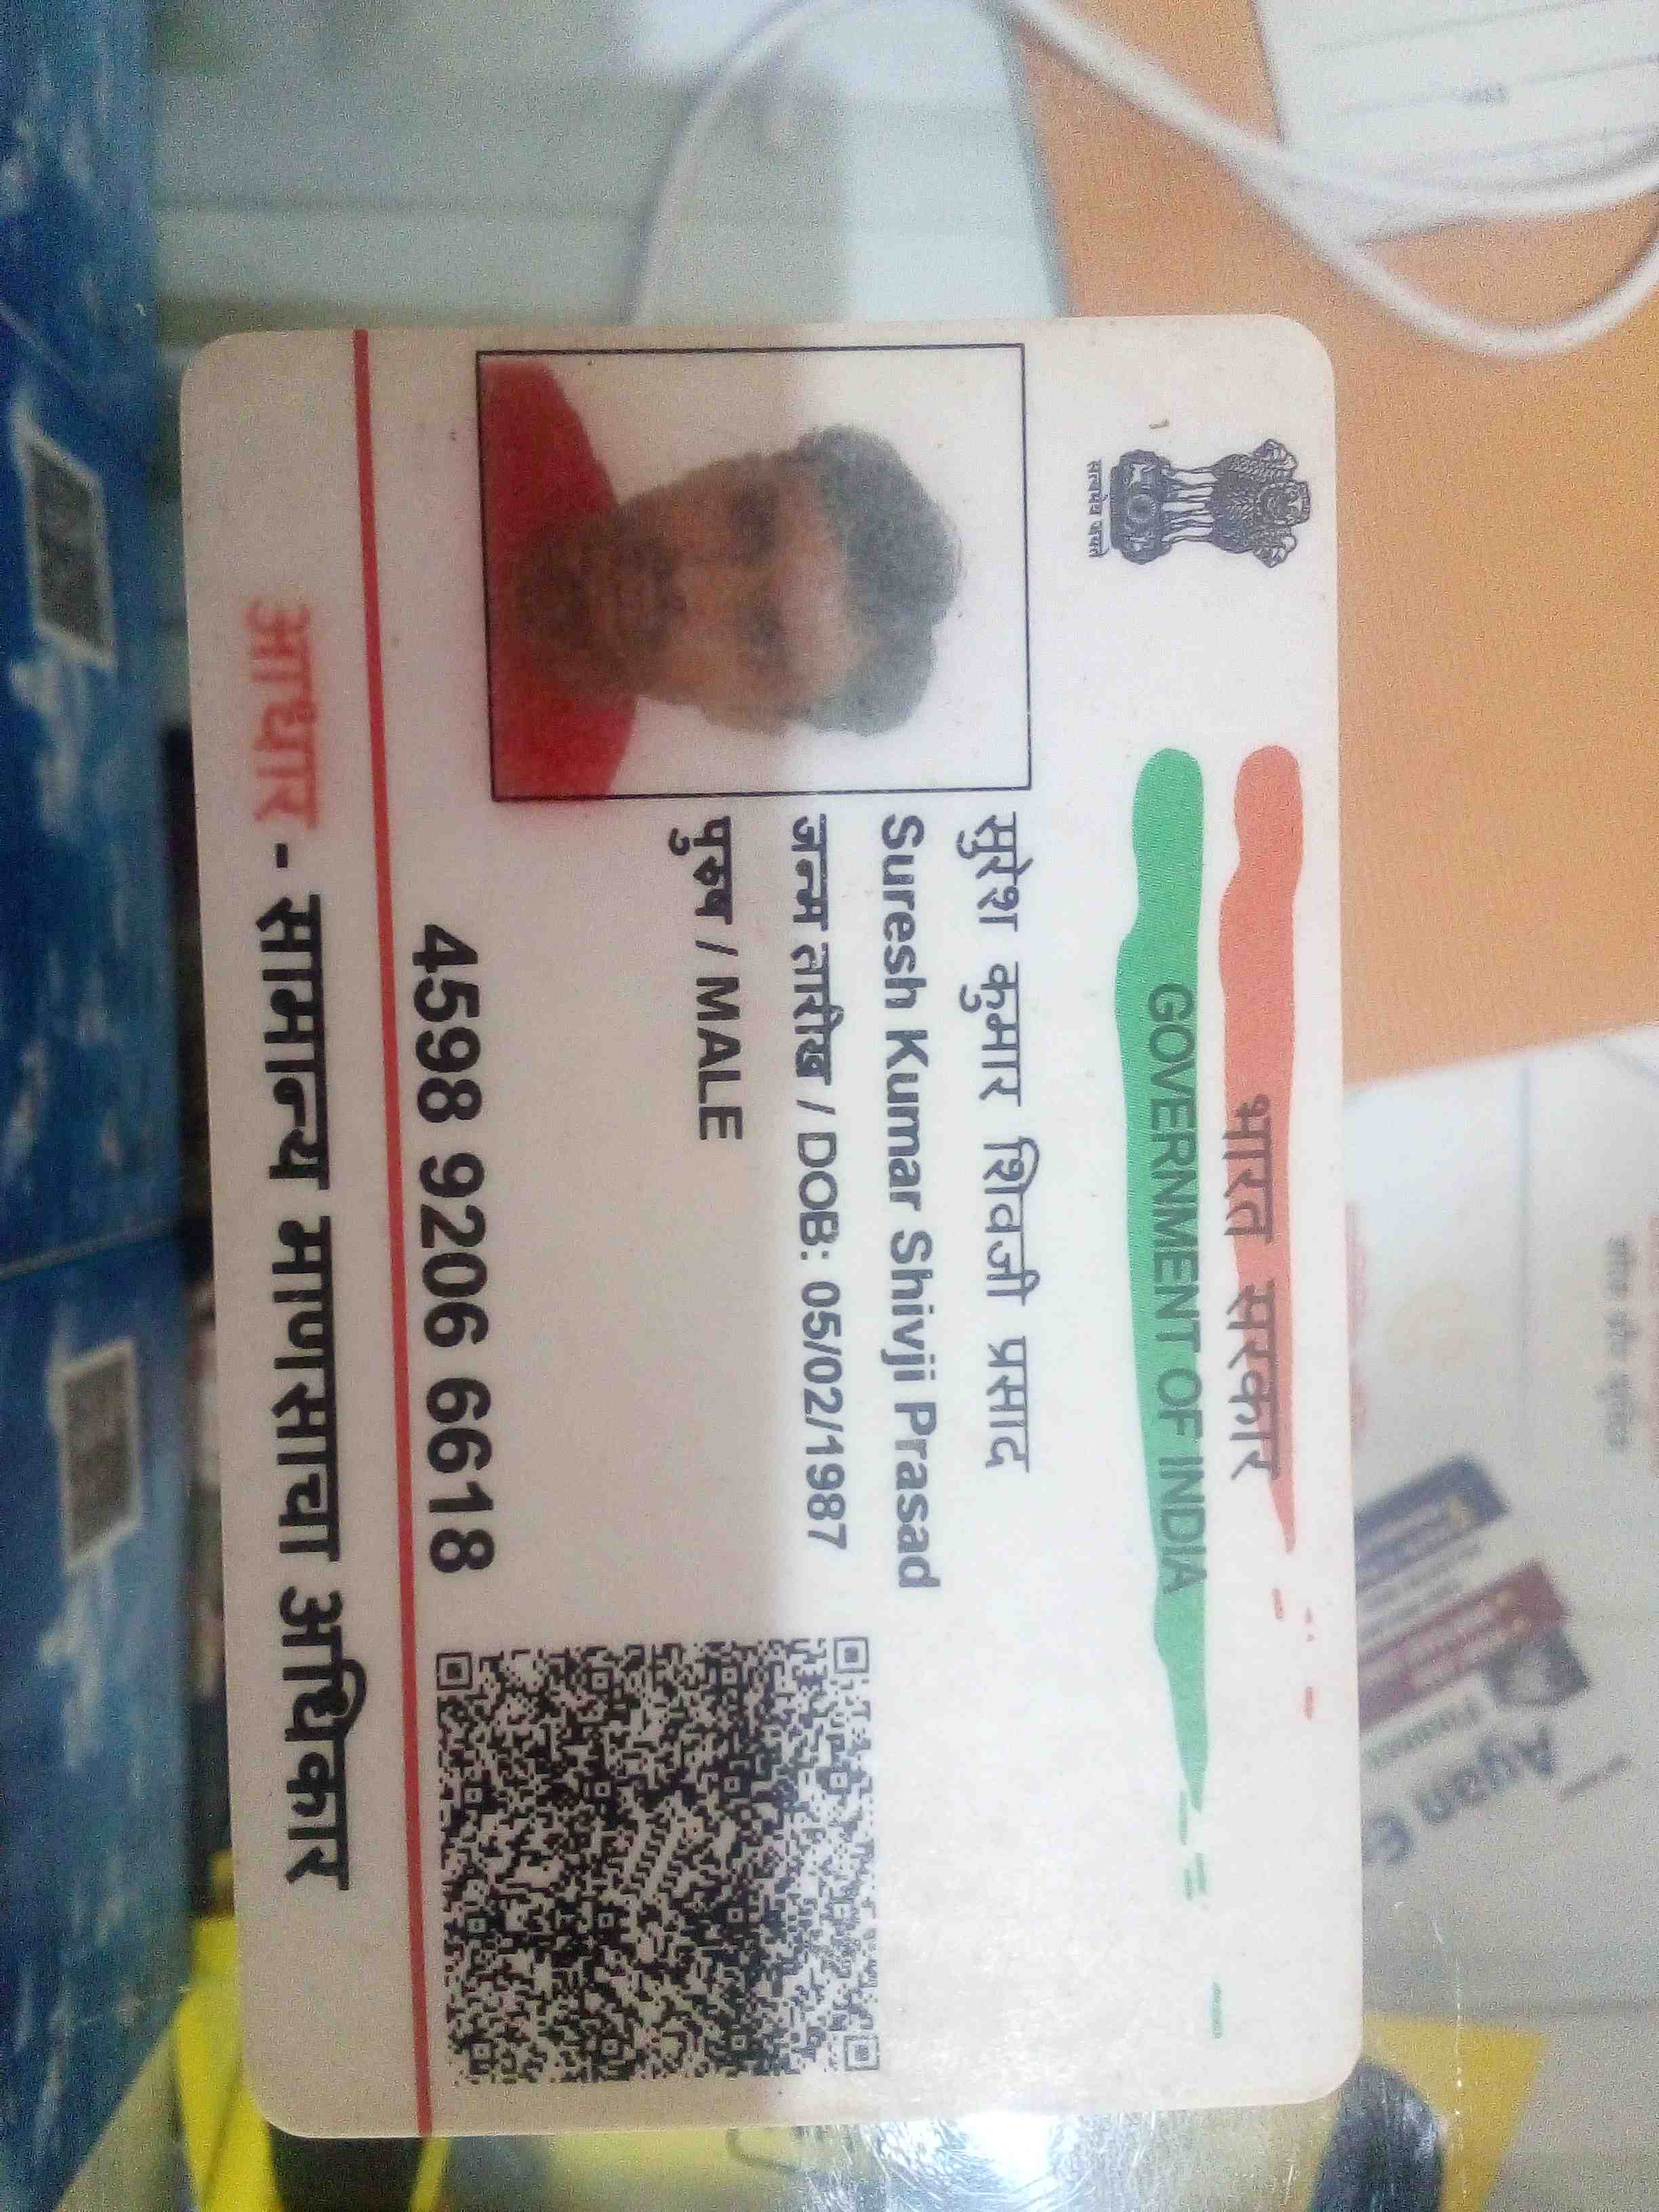 भारत सरकार
GOVERNMENT OF INDIA
सत्यमेव जयते
सुरेश कुमार शिवजी प्रसाद
Suresh Kumar Shivji Prasad
जन्म तारीख / DOB: 05/02/1987
पुरुष / MALE
4598 9206 6618
आधार - सामान्य माणसाचा अधिकार
Ayan